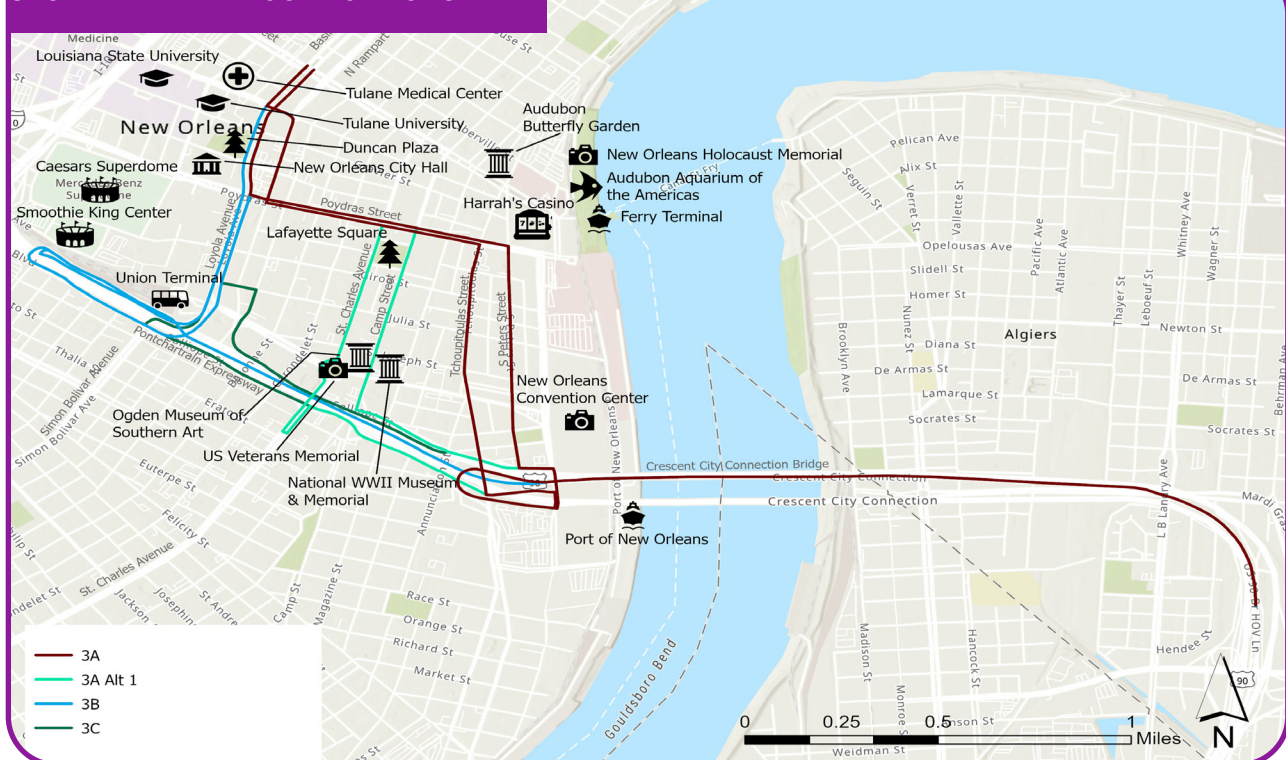 Medicine
Louisiana State University
I-10
N Rampart
Tulane Medical Center
Audubon
Butterfly Garden
Tulane University
New Orleans
Duncan Plaza
New Orleans Holocaust Memorial
Caesars Superdome
New Orleans City Hall
Audubon Aquarium of
the Americas
Smoothie King Center
Poydras Street
Harrah's Casino
Ferry Terminal
Lafayette Square
Loyola Avenue
Union Terminal
St. Charles Avenue
Camp Street
Julia St
Tchoupitoulas Street
S Peters Street
Pontchartrain Expressway
Thalia St
Simon Bolivar Avenue
Simon Bolivar Ave
New Orleans
Convention Center
Ogden Museum of
Southern Art
US Veterans Memorial
National WWII Museum
& Memorial
Annunciation St
Port of New Orleans
Crescent City Connection Bridge
Crescent City Connection
Crescent City Connection
Port of New Orleans
Euterpe St
Felicity St
St. Charles Avenue
Camp St
Magazine St
Race St
Orange St
Richard St
Market St
Gouldsboro Bend
Pelican Ave
Alix St
Seguin St
Verret St
Vallette St
Opelousas Ave
Slidell St
Homer St
Pacific Ave
Atlantic Ave
Whitney Ave
Wagner St
Thayer St
Leboeuf St
Newton St
Algiers
Brooklyn Ave
Nunez St
Diana St
De Armas St
De Armas St
Lamarque St
Socrates St
Socrates St
Behrman
L B Landry Ave
Madison St
Hancock St
Monroe S
Hendee St
90
Weidman St
3A
3A Alt 1
3B
3C
0 0.25 0.5 1
Miles
N